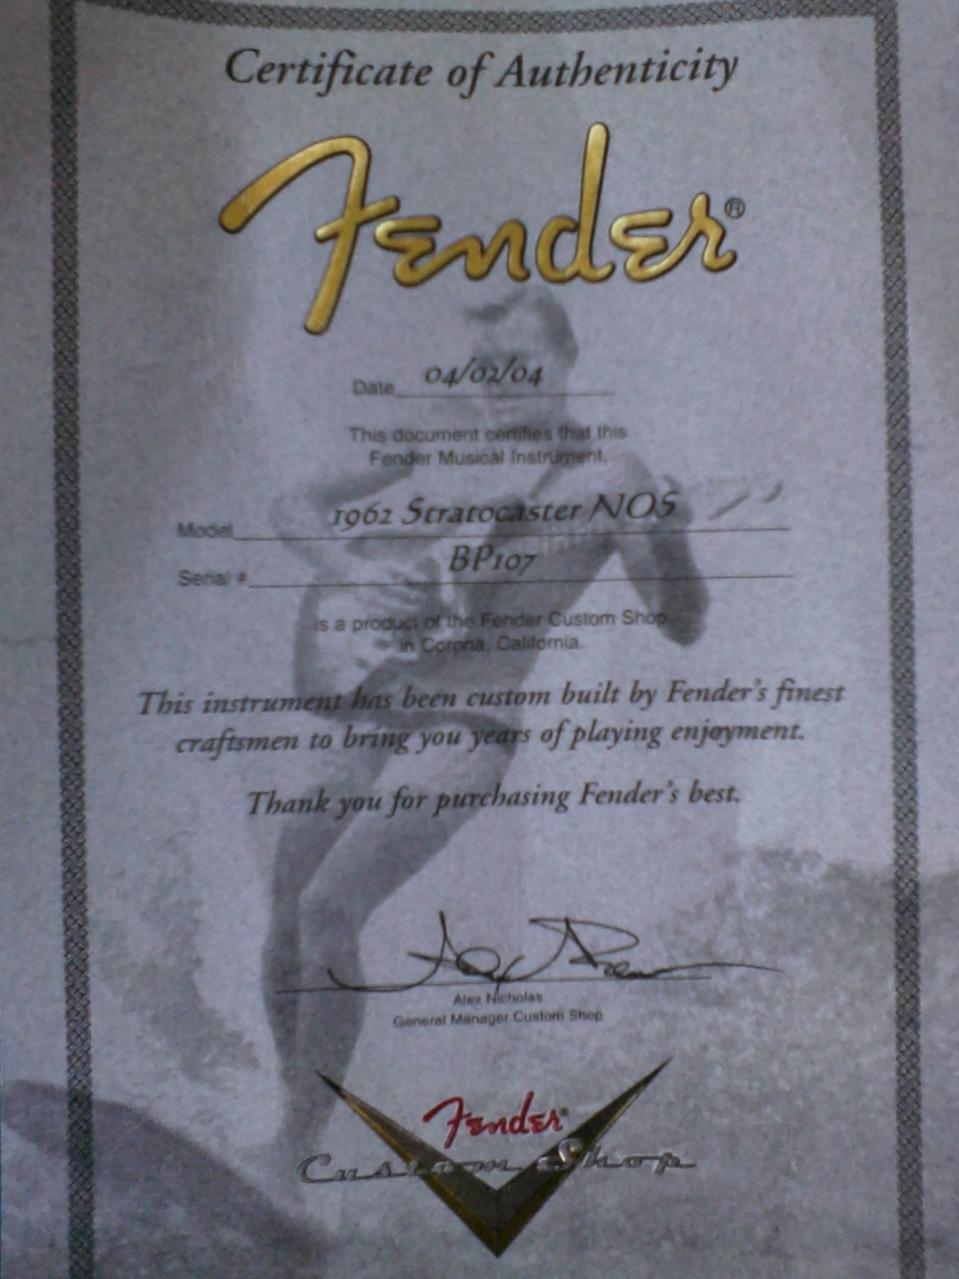 Certificate of Authenticity
Fender®
Date 04/02/04
This document certifies that this
Fender Musical Instrument,
Model 1962 Stratocaster NOS
Serial # BP107
is a product of the Fender Custom Shop
in Corona, California.
This instrument has been custom built by Fender's finest
craftsmen to bring you years of playing enjoyment.
Thank you for purchasing Fender's best.
Alex Nicholas
General Manager Custom Shop
Fender®
Custom Shop